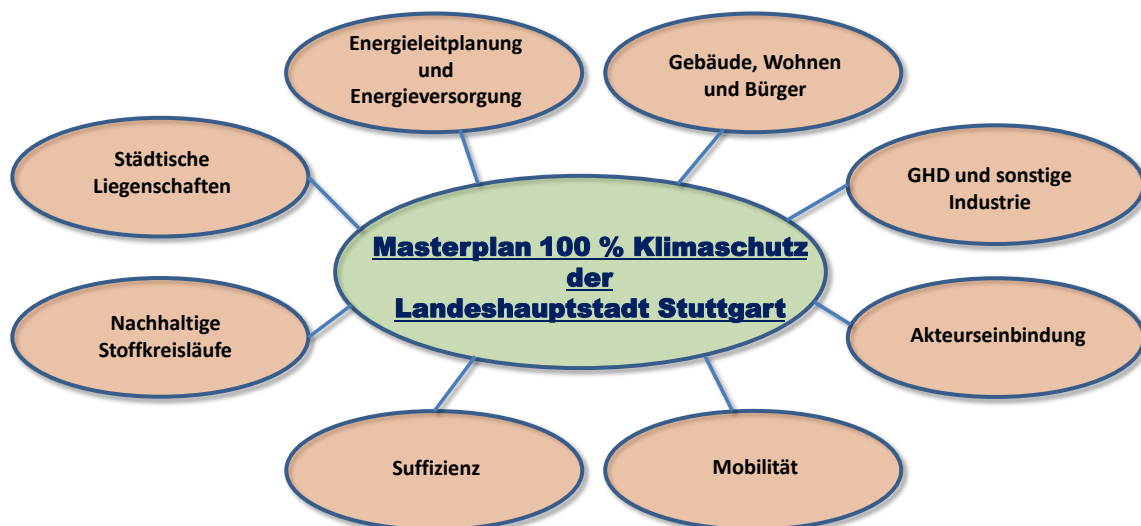 Energieleitplanung
und
Energieversorgung
Gebäude, Wohnen
und Bürger
Städtische
Liegenschaften
GHD und sonstige
Industrie
Masterplan 100 % Klimaschutz
der
Landeshauptstadt Stuttgart
Nachhaltige
Stoffkreisläufe
Akteurseinbindung
Suffizienz
Mobilität